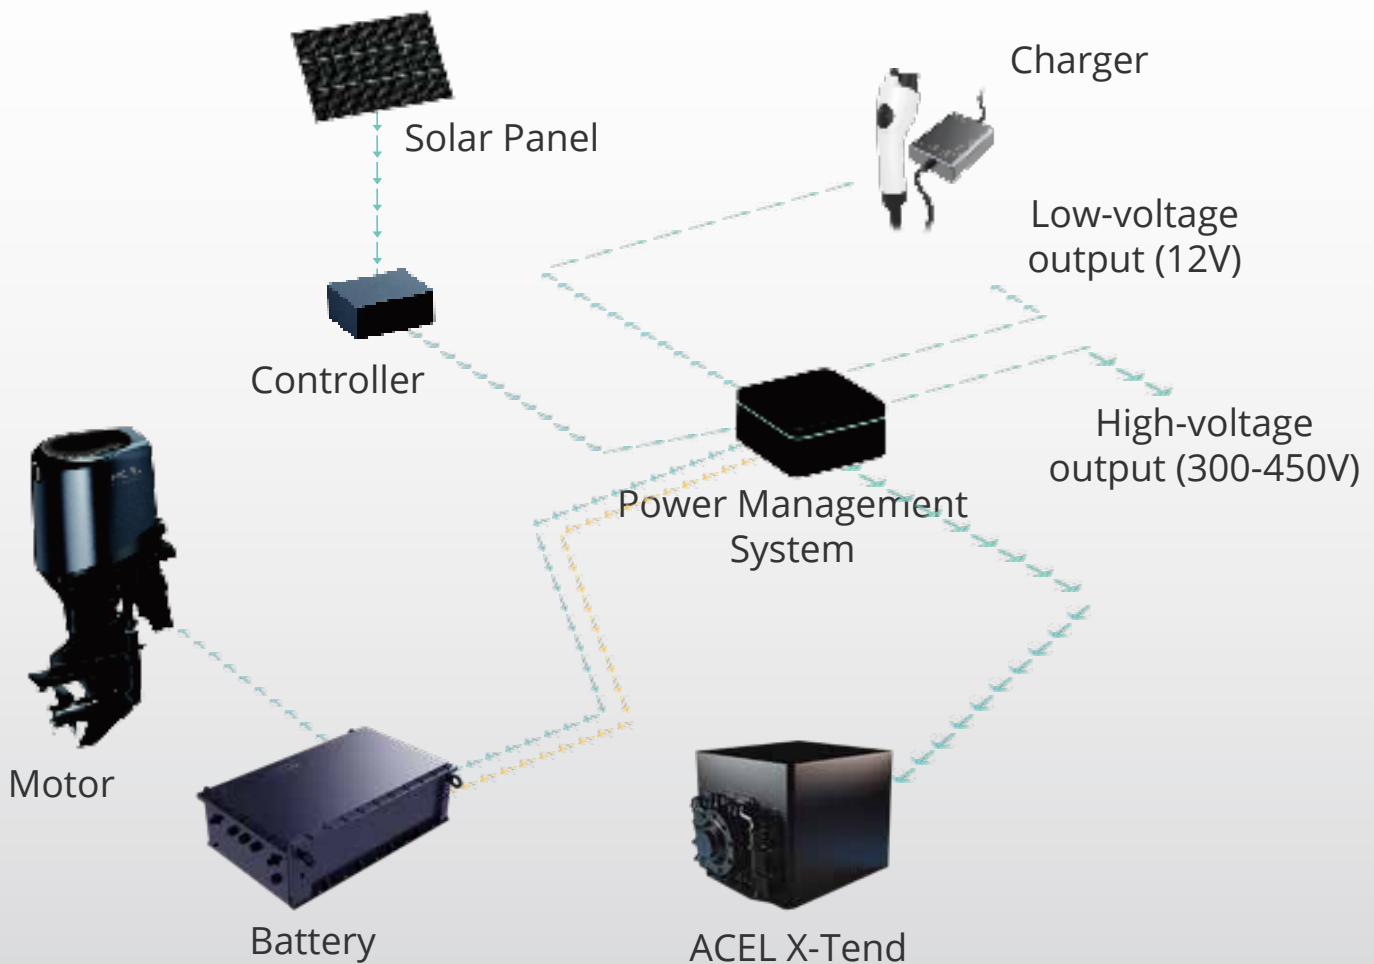 Charger
Solar Panel
Low-voltage
output (12V)
Controller
High-voltage
output (300-450V)
Power Management
System
Motor
Battery
ACEL X-Tend